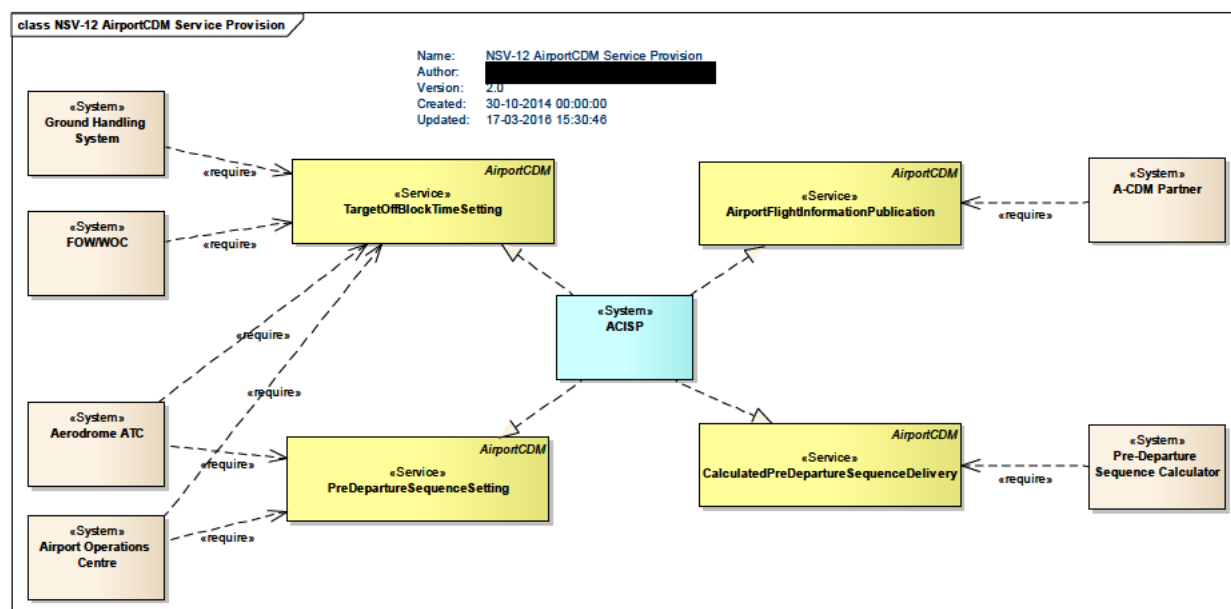 class NSV-12 AirportCDM Service Provision
Name: NSV-12 AirportCDM Service Provision
Author:
Version: 2.0
Created: 30-10-2014 00:00:00
Updated: 17-03-2016 15:30:46
«System»
Ground Handling
System
«require»
«System»
FOW/WOC
«require»
AirportCDM
«Service»
TargetOffBlockTimeSetting
AirportCDM
«Service»
AirportFlightInformationPublication
«System»
A-CDM Partner
«require»
«System»
ACISP
«require»
«require»
«System»
Aerodrome ATC
«require»
«System»
Airport Operations
Centre
«require»
AirportCDM
«Service»
PreDepartureSequenceSetting
AirportCDM
«Service»
CalculatedPreDepartureSequenceDelivery
«System»
Pre-Departure
Sequence Calculator
«require»